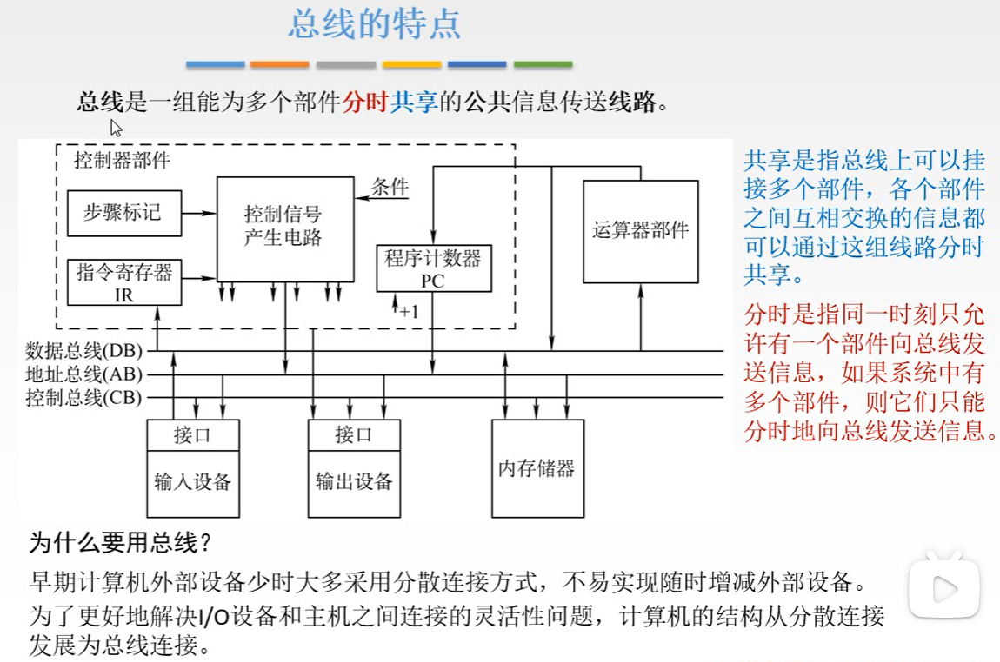 总线的特点
总线是一组能为多个部件分时共享的公共信息传送线路。
控制器部件
步骤标记
指令寄存器
IR
控制信号
产生电路
条件
程序计数器
PC
+1
运算器部件
数据总线(DB)
地址总线(AB)
控制总线(CB)
接口
输入设备
接口
输出设备
内存储器
共享是指总线上可以挂
接多个部件，各个部件
之间互相交换的信息都
可以通过这组线路分时
共享。
分时是指同一时刻只允
许有一个部件向总线发
送信息，如果系统中有
多个部件，则它们只能
分时地向总线发送信息。
为什么要用总线？
早期计算机外部设备少时大多采用分散连接方式，不易实现随时增减外部设备。
为了更好地解决I/O设备和主机之间连接的灵活性问题，计算机的结构从分散连接
发展为总线连接。